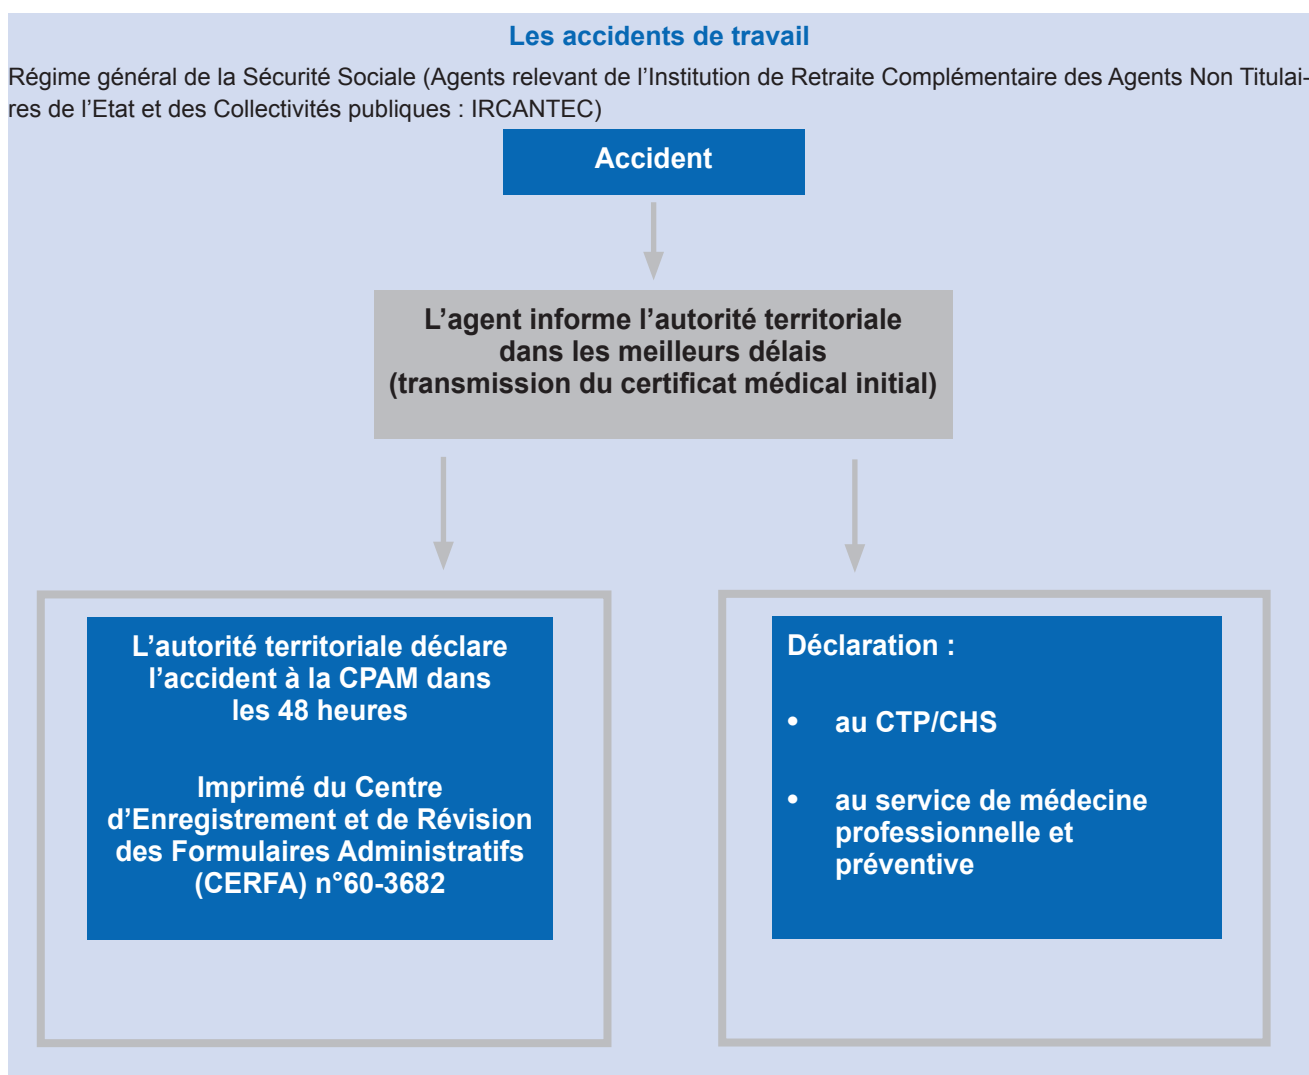 Les accidents de travail
Régime général de la Sécurité Sociale (Agents relevant de l’Institution de Retraite Complémentaire des Agents Non Titulai-
res de l’Etat et des Collectivités publiques : IRCANTEC)
Accident
L’agent informe l’autorité territoriale
dans les meilleurs délais
(transmission du certificat médical initial)
L’autorité territoriale déclare
l’accident à la CPAM dans
les 48 heures
Imprimé du Centre
d’Enregistrement et de Révision
des Formulaires Administratifs
(CERFA) n°60-3682
Déclaration :
• au CTP/CHS
• au service de médecine
professionnelle et
préventive